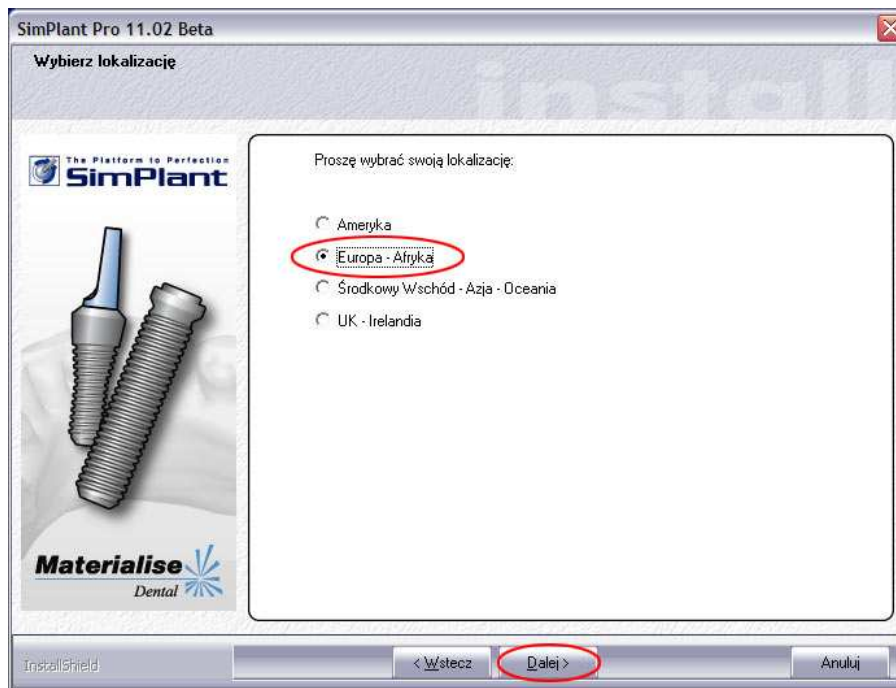 SimPlant Pro 11.02 Beta
Wybierz lokalizację
install
The Platform to Perfection
SimPlant
Proszę wybrać swoją lokalizację:
Ameryka
Europa - Afryka
Środkowy Wschód - Azja - Oceania
UK - Irelandia
Materialise
Dental
InstallShield
< Wstecz
Dalej >
Anuluj